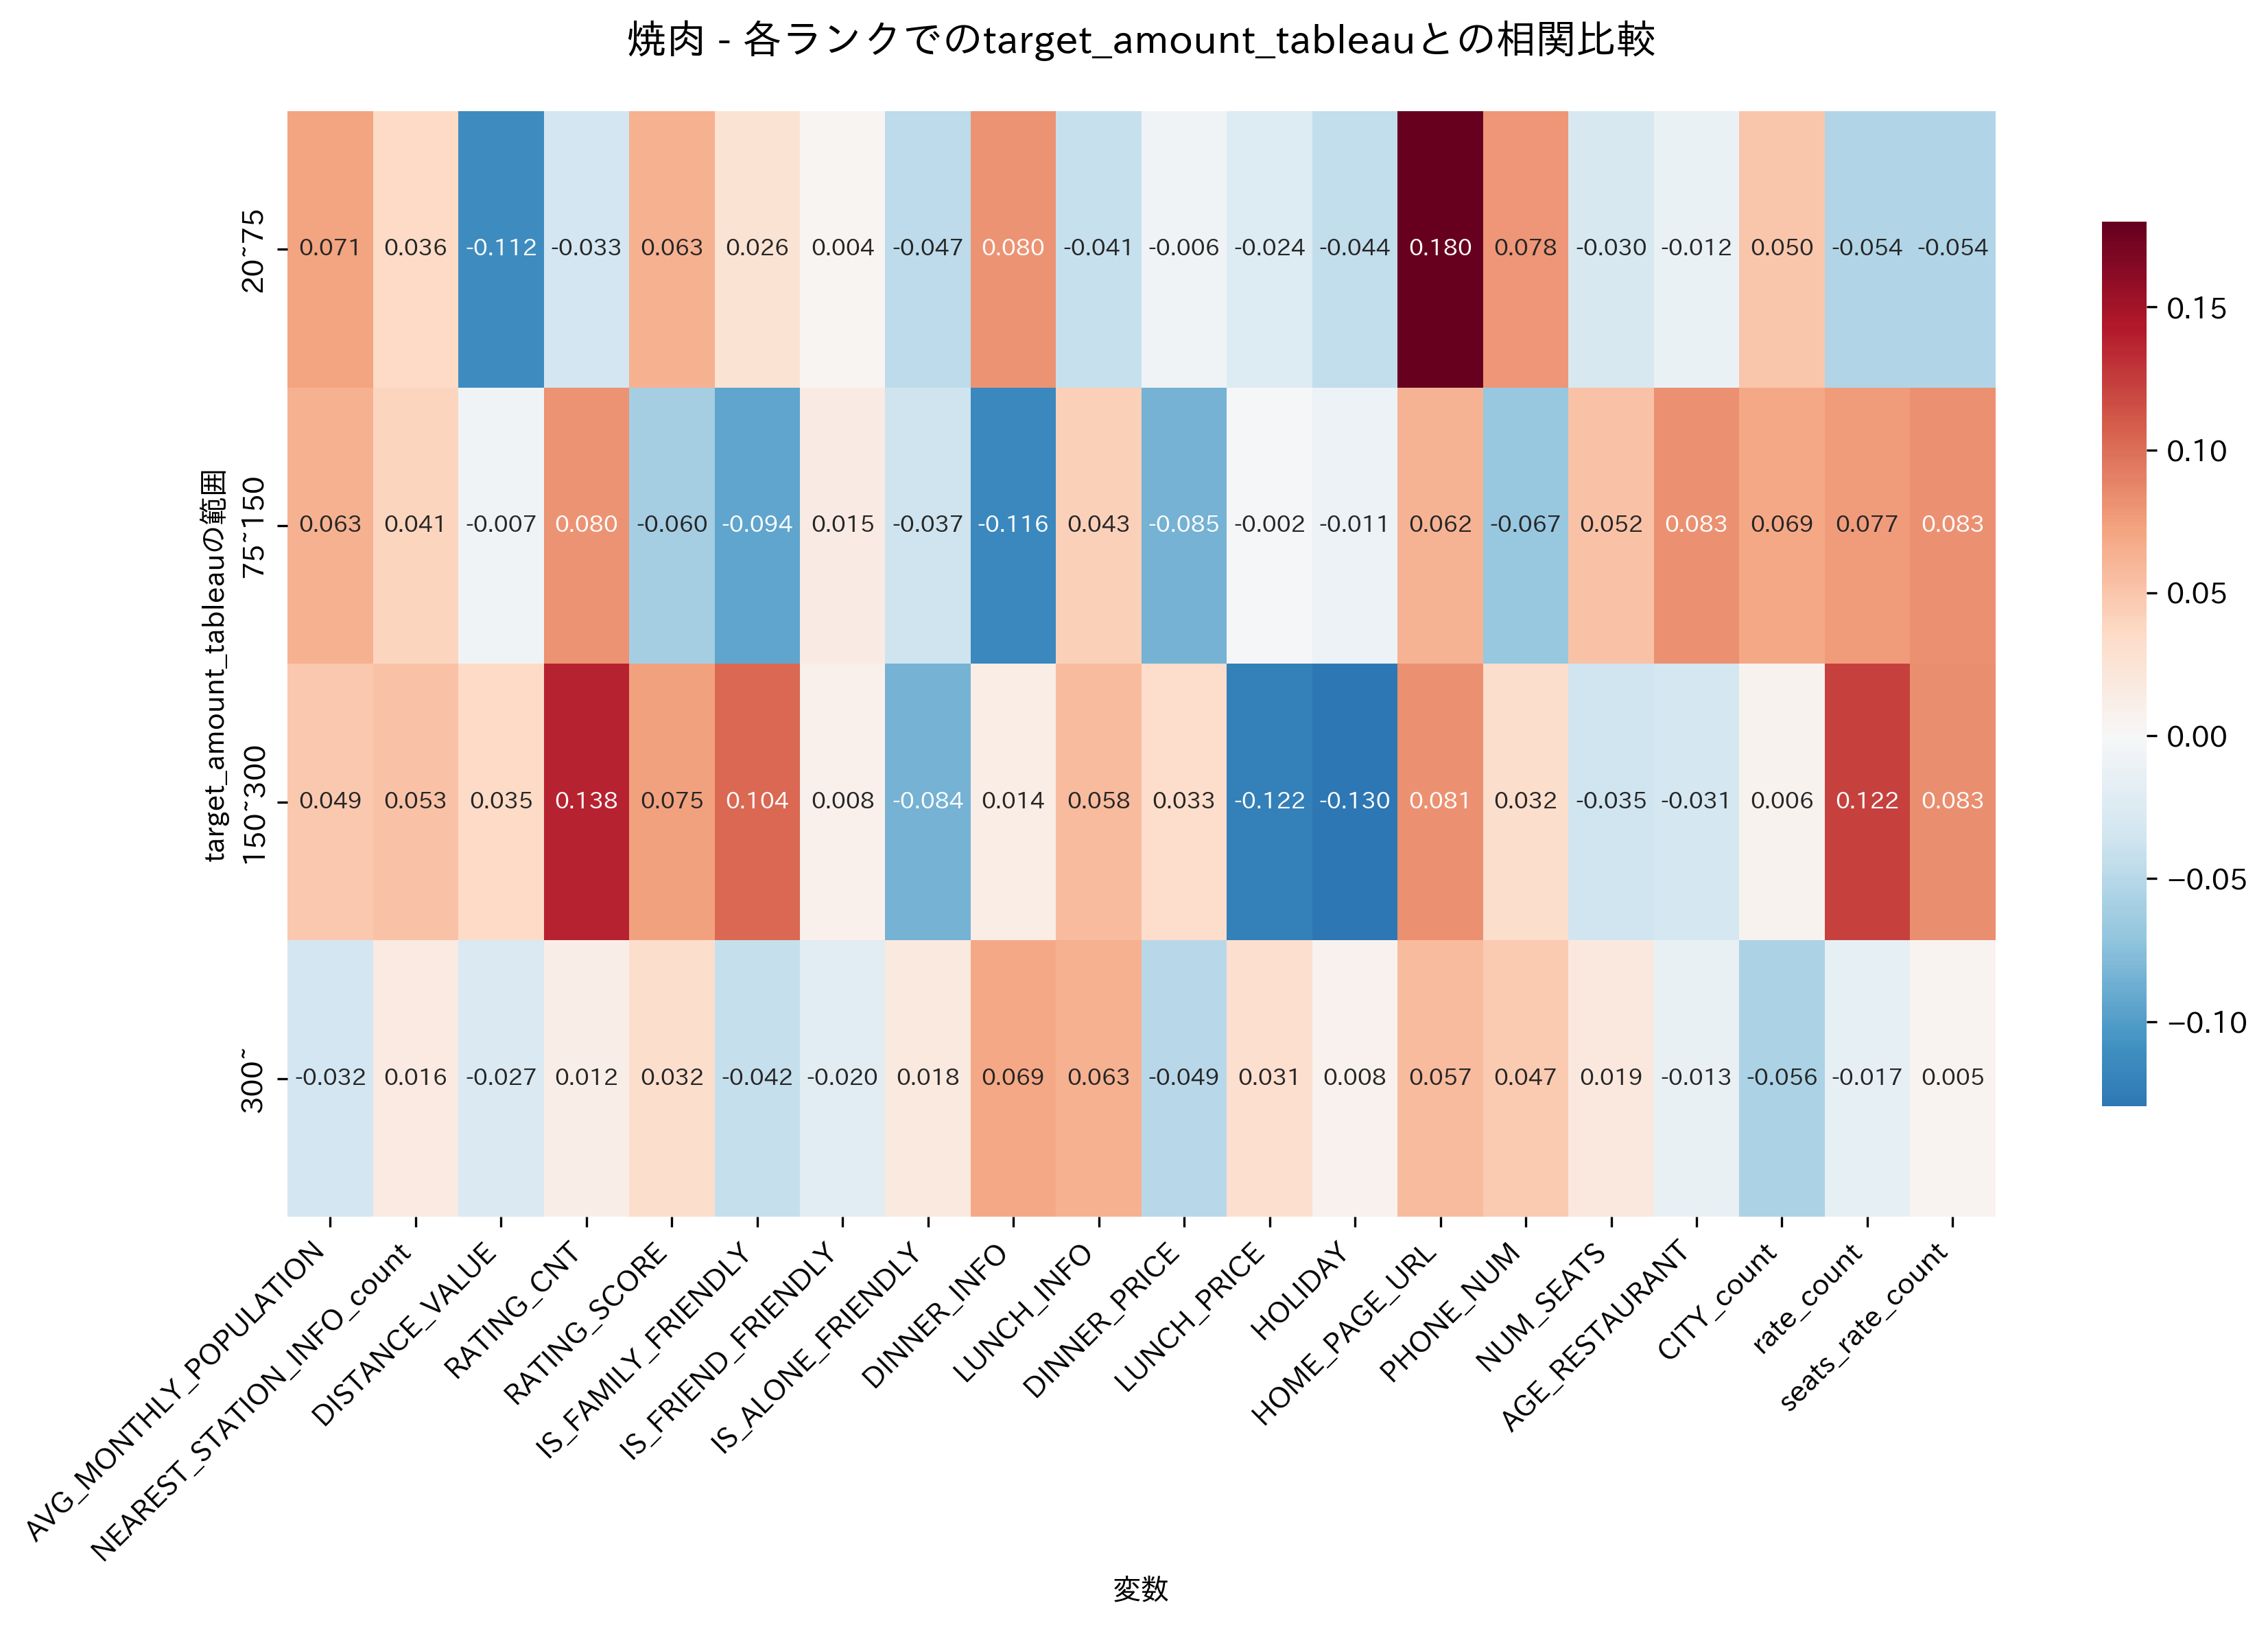 焼肉 - 各ランクでのtarget_amount_tableauとの相関比較
target_amount_tableauの範囲
20~75
0.071 0.036 -0.112 -0.033 0.063 0.026 0.004 -0.047 0.080 -0.041 -0.006 -0.024 -0.044 0.180 0.078 -0.030 -0.012 0.050 -0.054 -0.054
75~150
0.063 0.041 -0.007 0.080 -0.060 -0.094 0.015 -0.037 -0.116 0.043 -0.085 -0.002 -0.011 0.062 -0.067 0.052 0.083 0.069 0.077 0.083
150~300
0.049 0.053 0.035 0.138 0.075 0.104 0.008 -0.084 0.014 0.058 0.033 -0.122 -0.130 0.081 0.032 -0.035 -0.031 0.006 0.122 0.083
300~
-0.032 0.016 -0.027 0.012 0.032 -0.042 -0.020 0.018 0.069 0.063 -0.049 0.031 0.008 0.057 0.047 0.019 -0.013 -0.056 -0.017 0.005
AVG_MONTHLY_POPULATION
NEAREST_STATION_INFO_count
DISTANCE_VALUE
RATING_CNT
RATING_SCORE
IS_FAMILY_FRIENDLY
IS_FRIEND_FRIENDLY
IS_ALONE_FRIENDLY
DINNER_INFO
LUNCH_INFO
DINNER_PRICE
LUNCH_PRICE
HOLIDAY
HOME_PAGE_URL
PHONE_NUM
NUM_SEATS
AGE_RESTAURANT
CITY_count
rate_count
seats_rate_count
変数
0.15
0.10
0.05
0.00
−0.05
−0.10